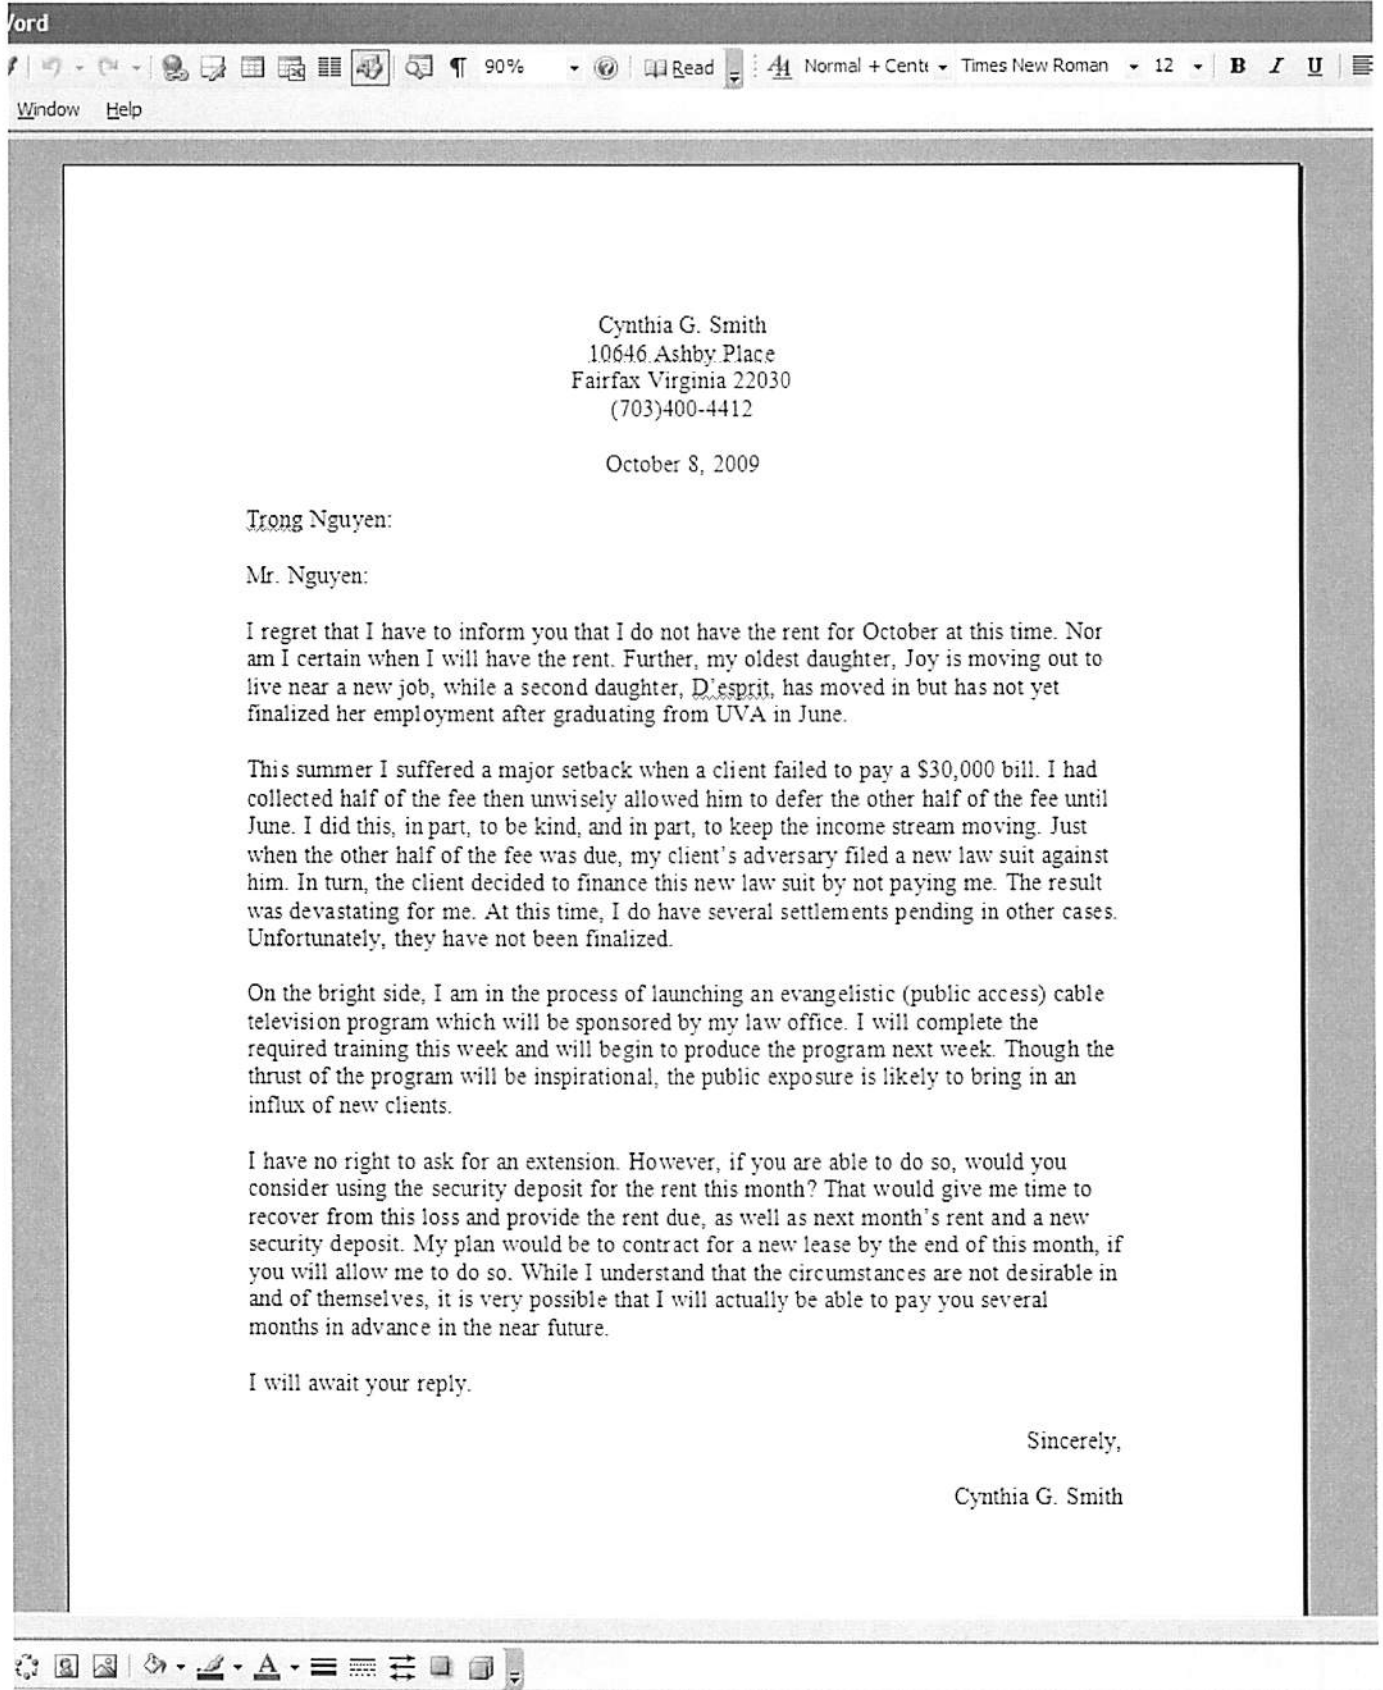 Word
90% Read 44 Normal + Cente Times New Roman 12 B I U
Window Help
Cynthia G. Smith
10646 Ashby Place
Fairfax Virginia 22030
(703)400-4412
October 8, 2009
Trong Nguyen:
Mr. Nguyen:
I regret that I have to inform you that I do not have the rent for October at this time. Nor
am I certain when I will have the rent. Further, my oldest daughter, Joy is moving out to
live near a new job, while a second daughter, D'esprit, has moved in but has not yet
finalized her employment after graduating from UVA in June.
This summer I suffered a major setback when a client failed to pay a $30,000 bill. I had
collected half of the fee then unwisely allowed him to defer the other half of the fee until
June. I did this, in part, to be kind, and in part, to keep the income stream moving. Just
when the other half of the fee was due, my client's adversary filed a new law suit against
him. In turn, the client decided to finance this new law suit by not paying me. The result
was devastating for me. At this time, I do have several settlements pending in other cases.
Unfortunately, they have not been finalized.
On the bright side, I am in the process of launching an evangelistic (public access) cable
television program which will be sponsored by my law office. I will complete the
required training this week and will begin to produce the program next week. Though the
thrust of the program will be inspirational, the public exposure is likely to bring in an
influx of new clients.
I have no right to ask for an extension. However, if you are able to do so, would you
consider using the security deposit for the rent this month? That would give me time to
recover from this loss and provide the rent due, as well as next month's rent and a new
security deposit. My plan would be to contract for a new lease by the end of this month, if
you will allow me to do so. While I understand that the circumstances are not desirable in
and of themselves, it is very possible that I will actually be able to pay you several
months in advance in the near future.
I will await your reply.
Sincerely,
Cynthia G. Smith